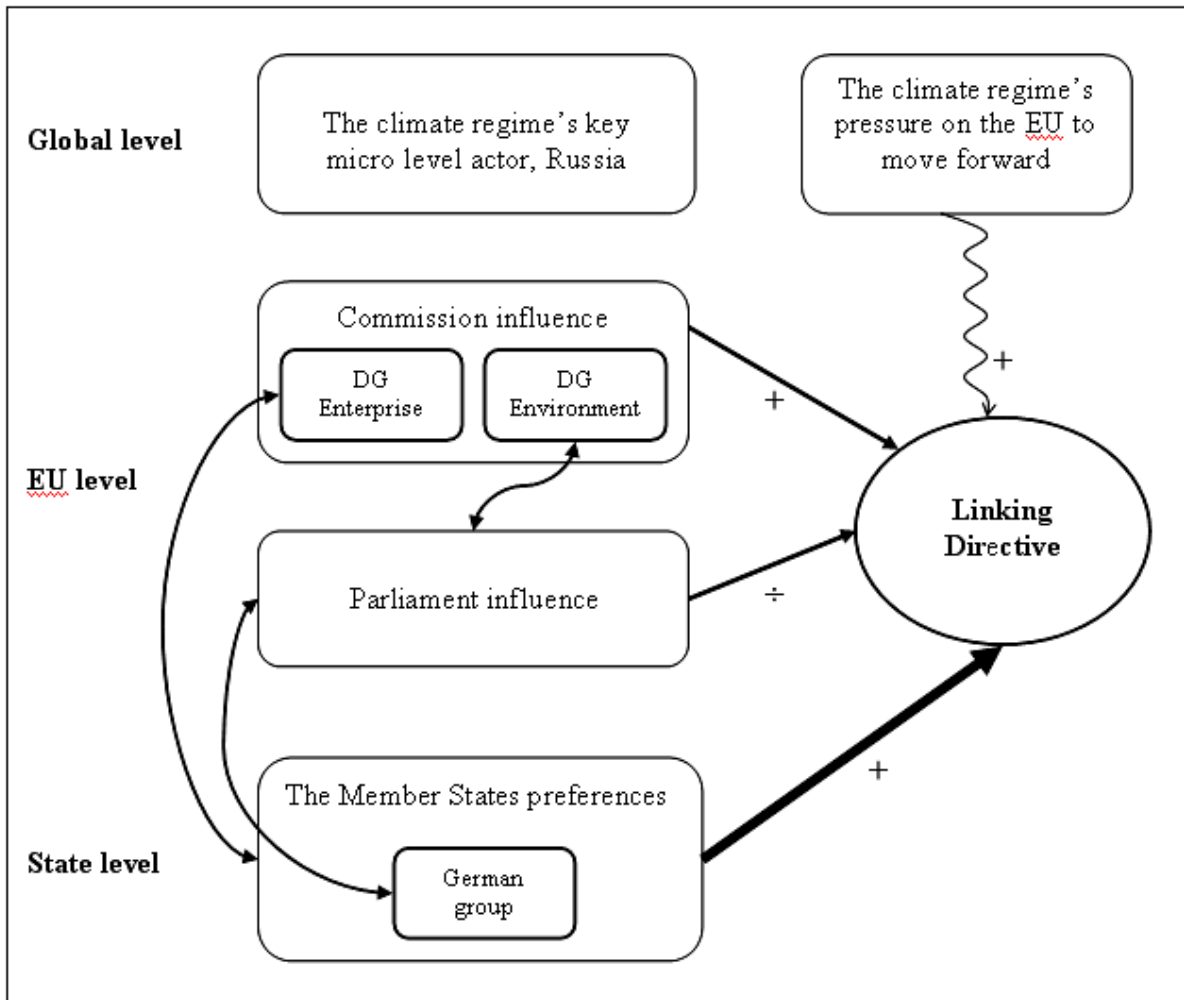 Global level
The climate regime's key
micro level actor, Russia
The climate regime's
pressure on the EU to
move forward
+
EU level
Commission influence
DG
Enterprise
DG
Environment
+
Linking
Directive
Parliament influence
÷
State level
The Member States preferences
German
group
+